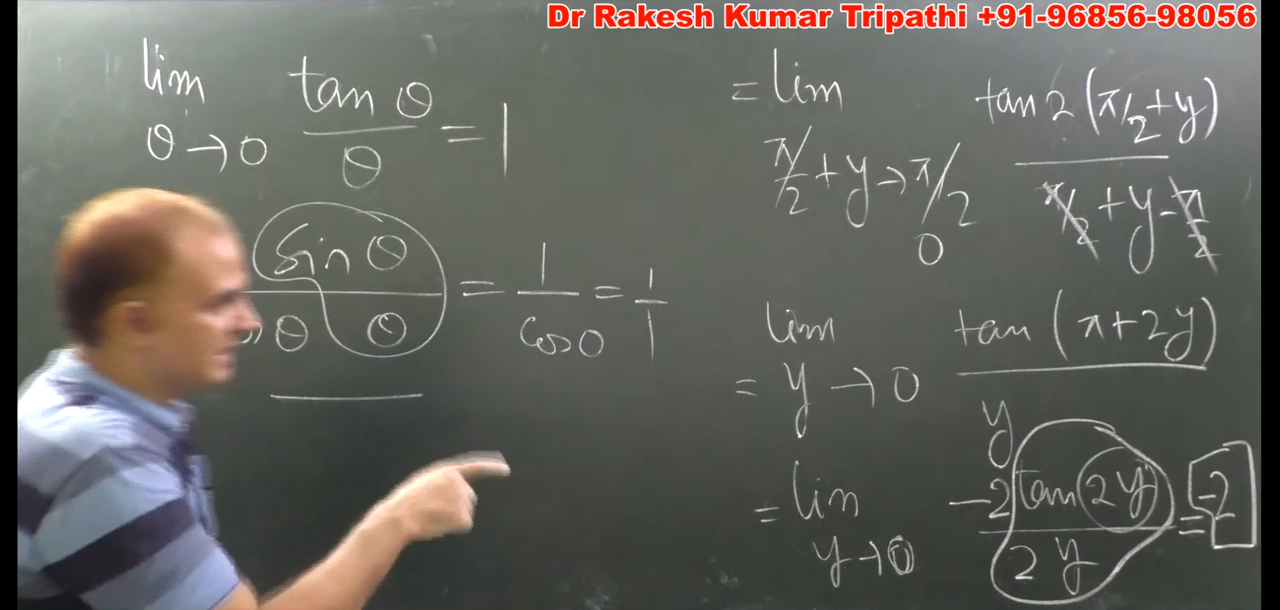 Dr Rakesh Kumar Tripathi +91-96856-98056
lim θ→0 tan θ / θ = 1
sin θ / θ θ = 1 / cos 0 = 1 / 1
= lim π/2 + y → π/2 0 tan 2 (π/2 + y) / π/2 + y - π/2
= lim y → 0 tan (π + 2y) / y
= lim y → 0 -2 tan (2y) / 2y = -2